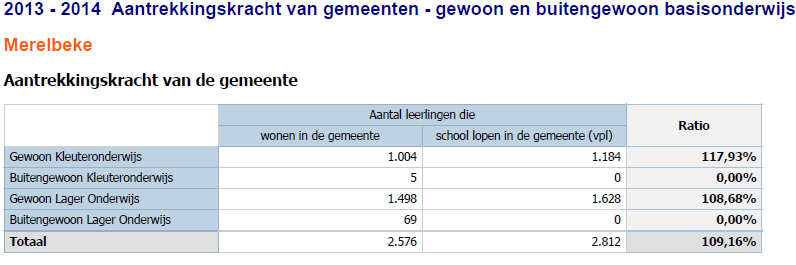 2013 - 2014 Aantrekkingskracht van gemeenten - gewoon en buitengewoon basisonderwijs
Merelbeke
Aantrekkingskracht van de gemeente
Aantal leerlingen die
Ratio
wonen in de gemeente school lopen in de gemeente (vpl)
Gewoon Kleuteronderwijs 1.004 1.184 117,93%
Buitengewoon Kleuteronderwijs 5 0 0,00%
Gewoon Lager Onderwijs 1.498 1.628 108,68%
Buitengewoon Lager Onderwijs 69 0 0,00%
Totaal 2.576 2.812 109,16%